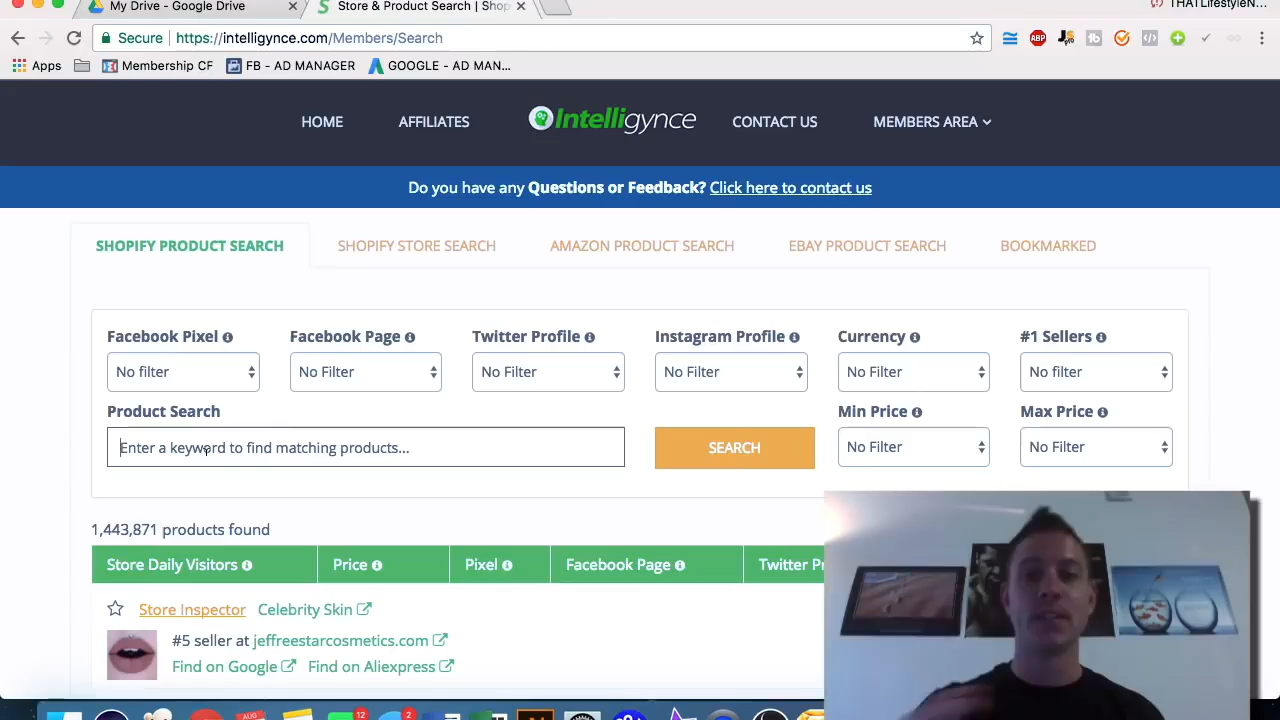 My Drive - Google Drive
Store & Product Search | Shop
THATLifestyleN...
Secure https://intelligynce.com/Members/Search
ABP
Apps Membership CF FB - AD MANAGER GOOGLE - AD MAN...
HOME AFFILIATES Intelligynce CONTACT US MEMBERS AREA
Do you have any Questions or Feedback? Click here to contact us
SHOPIFY PRODUCT SEARCH SHOPIFY STORE SEARCH AMAZON PRODUCT SEARCH EBAY PRODUCT SEARCH BOOKMARKED
Facebook Pixel Facebook Page Twitter Profile Instagram Profile Currency #1 Sellers
No filter No Filter No Filter No Filter No Filter No filter
Product Search Min Price Max Price
Enter a keyword to find matching products... SEARCH No Filter No Filter
1,443,871 products found
Store Daily Visitors Price Pixel Facebook Page Twitter Pr
Store Inspector Celebrity Skin
#5 seller at jeffreestarcosmetics.com
Find on Google Find on Aliexpress
AUG 12 2